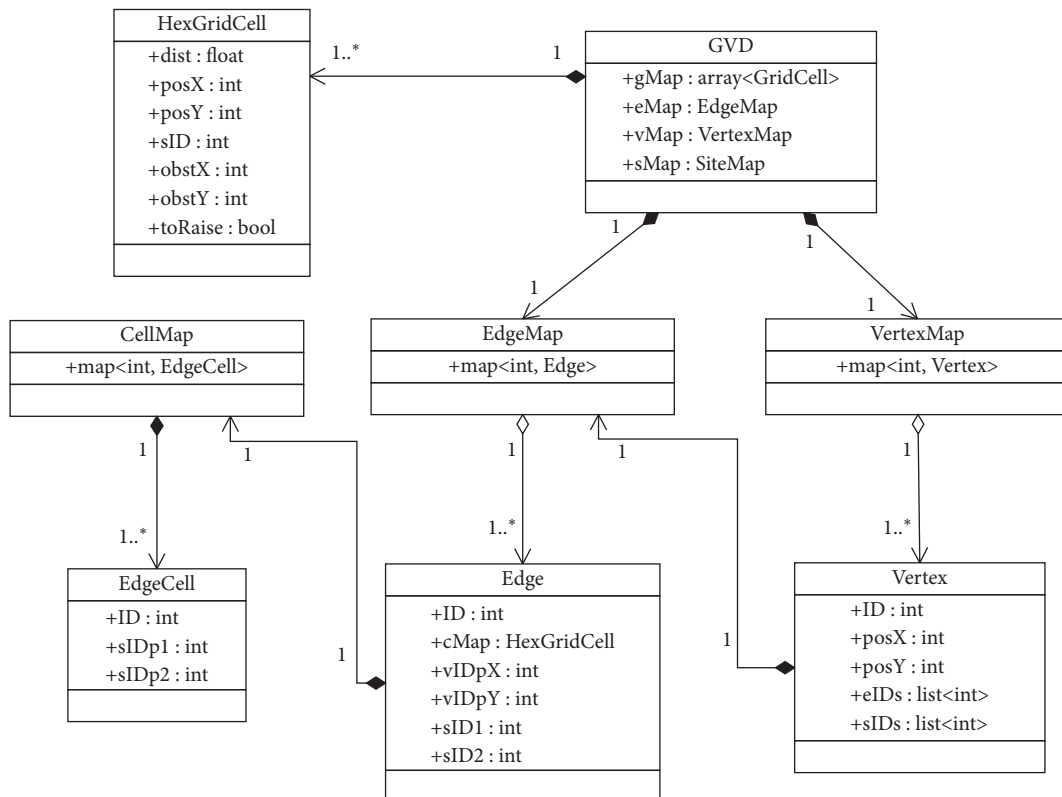 HexGridCell
+dist : float
+posX : int
+posY : int
+sID : int
+obstX : int
+obstY : int
+toRaise : bool
1..*
1
GVD
+gMap : array<GridCell>
+eMap : EdgeMap
+vMap : VertexMap
+sMap : SiteMap
1
1
1
1
CellMap
+map<int, EdgeCell>
EdgeMap
+map<int, Edge>
VertexMap
+map<int, Vertex>
1
1
1
1
1
1..*
1..*
1..*
EdgeCell
+ID : int
+sIDp1 : int
+sIDp2 : int
1
Edge
+ID : int
+cMap : HexGridCell
+vIDpX : int
+vIDpY : int
+sID1 : int
+sID2 : int
1
Vertex
+ID : int
+posX : int
+posY : int
+eIDs : list<int>
+sIDs : list<int>